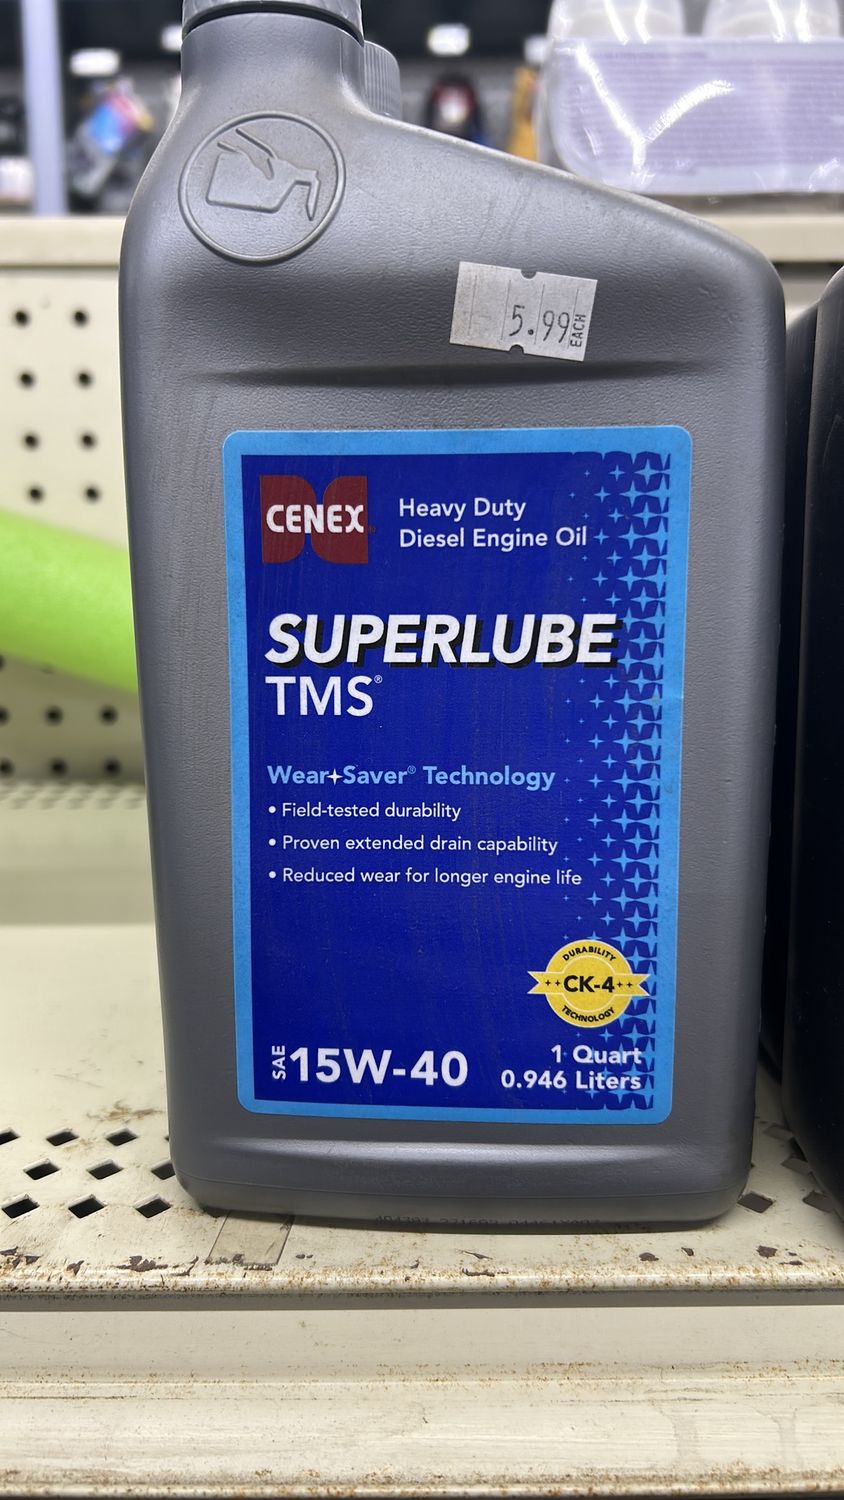 5.99 EACH
CENEX®
Heavy Duty
Diesel Engine Oil
SUPERLUBE
TMS®
Wear Saver® Technology
• Field-tested durability
• Proven extended drain capability
• Reduced wear for longer engine life
DURABILITY
++CK-4++
TECHNOLOGY
SAE 15W-40
1 Quart
0.946 Liters